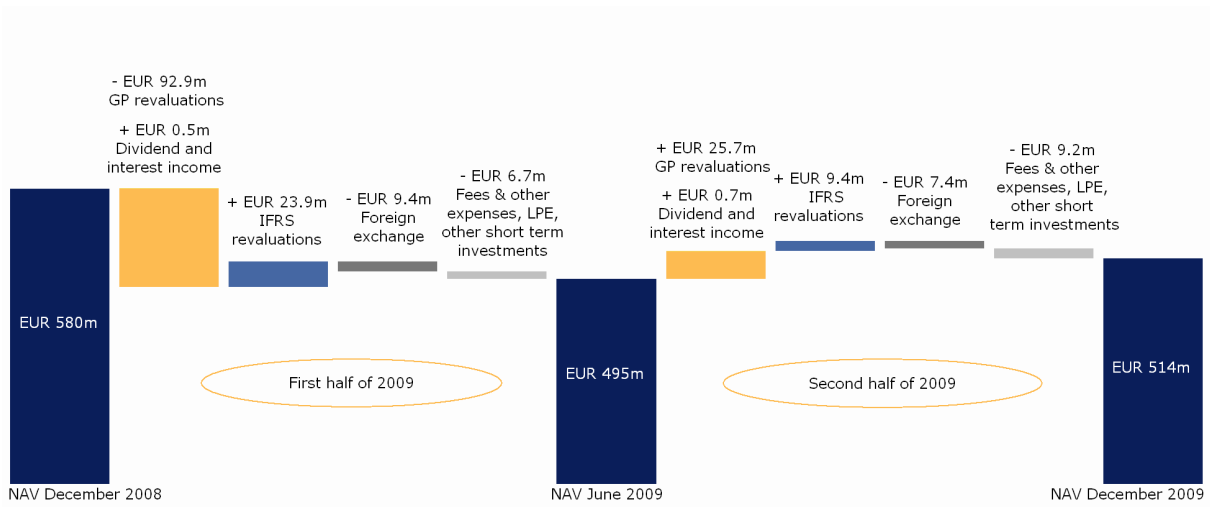 - EUR 92.9m
GP revaluations
+ EUR 0.5m
Dividend and
interest income
+ EUR 23.9m
IFRS
revaluations
- EUR 9.4m
Foreign
exchange
- EUR 6.7m
Fees & other
expenses, LPE,
other short term
investments
+ EUR 25.7m
GP revaluations
+ EUR 0.7m
Dividend and
interest income
+ EUR 9.4m
IFRS
revaluations
- EUR 7.4m
Foreign
exchange
- EUR 9.2m
Fees & other
expenses, LPE,
other short
term investments
EUR 580m
First half of 2009
EUR 495m
Second half of 2009
EUR 514m
NAV December 2008
NAV June 2009
NAV December 2009